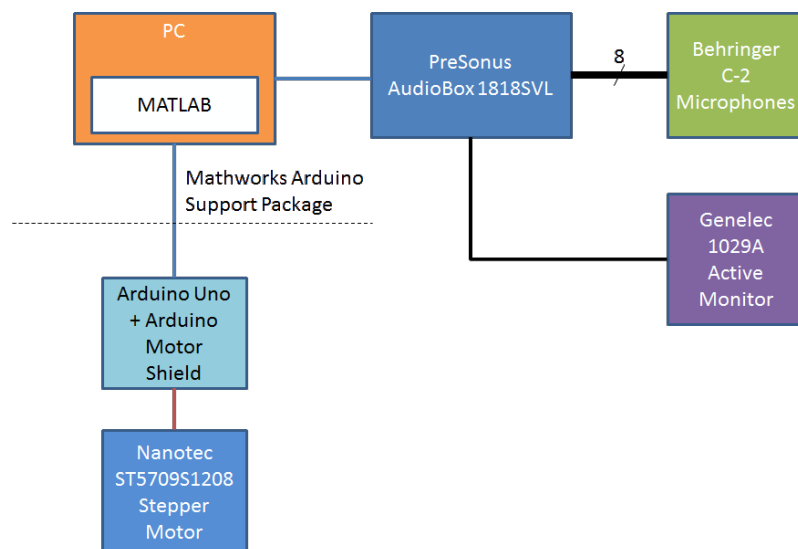 PC
MATLAB
PreSonus
AudioBox 1818SVL
8
Behringer
C-2
Microphones
Mathworks Arduino
Support Package
Genelec
1029A
Active
Monitor
Arduino Uno
+ Arduino
Motor
Shield
Nanotec
ST5709S1208
Stepper
Motor